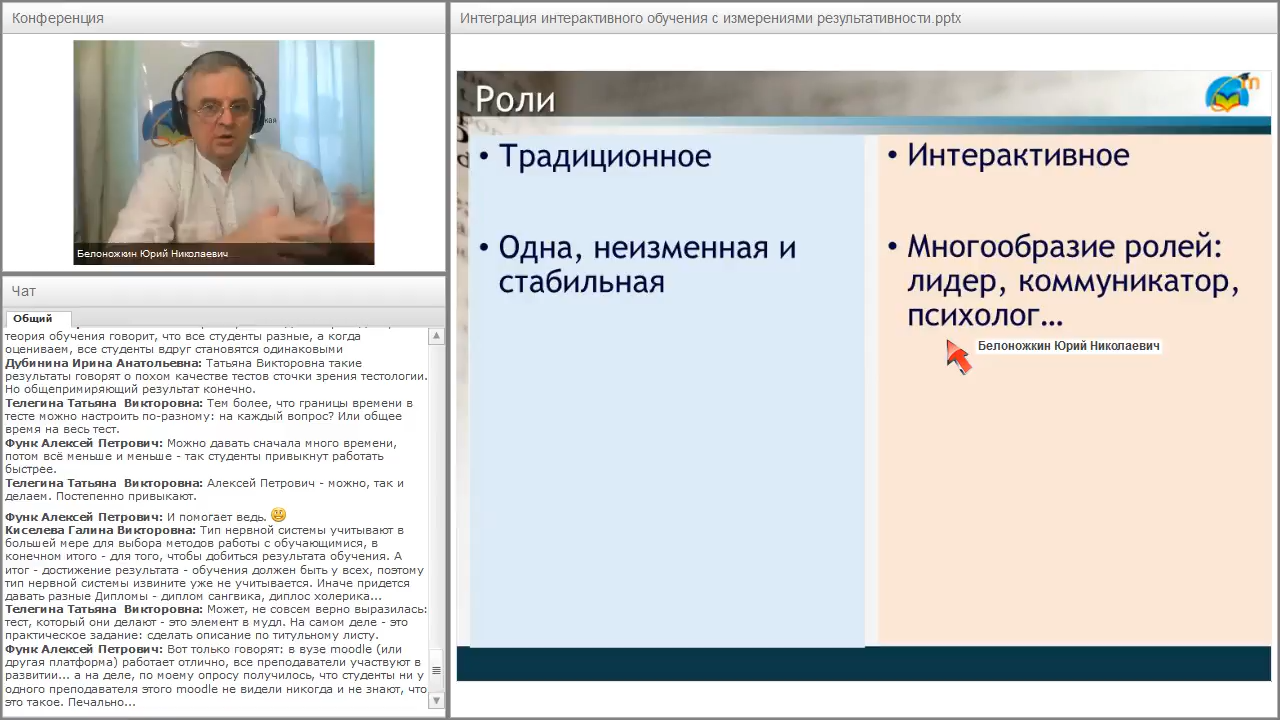 Конференция
Белоножкин Юрий Николаевич
Чат
Общий
теория обучения говорит, что все студенты разные, а когда
оцениваем, все студенты вдруг становятся одинаковыми
Дубинина Ирина Анатольевна: Татьяна Викторовна такие
результаты говорят о похом качестве тестов сточки зрения тестологии.
Но общепримиряющий результат конечно.
Телегина Татьяна Викторовна: Тем более, что границы времени в
тесте можно настроить по-разному: на каждый вопрос? Или общее
время на весь тест.
Функ Алексей Петрович: Можно давать сначала много времени,
потом всё меньше и меньше - так студенты привыкнут работать
быстрее.
Телегина Татьяна Викторовна: Алексей Петрович - можно, так и
делаем. Постепенно привыкают.
Функ Алексей Петрович: И помогает ведь.
Киселева Галина Викторовна: Тип нервной системы учитывают в
большей мере для выбора методов работы с обучающимися, в
конечном итого - для того, чтобы добиться результата обучения. А
итог - достижение результата - обучения должен быть у всех, поэтому
тип нервной системы извините уже не учитывается. Иначе придется
давать разные Дипломы - диплом сангвика, диплос холерика...
Телегина Татьяна Викторовна: Может, не совсем верно выразилась:
тест, который они делают - это элемент в мудл. На самом деле - это
практическое задание: сделать описание по титульному листу.
Функ Алексей Петрович: Вот только говорят: в вузе moodle (или
другая платформа) работает отлично, все преподаватели участвуют в
развитии... а на деле, по моему опросу получилось, что студенты ни у
одного преподавателя этого moodle не видели никогда и не знают, что
это такое. Печально...
Интеграция интерактивного обучения с измерениями результативности.pptx
Роли
• Традиционное
• Одна, неизменная и
стабильная
• Интерактивное
• Многообразие ролей:
лидер, коммуникатор,
психолог…
Белоножкин Юрий Николаевич